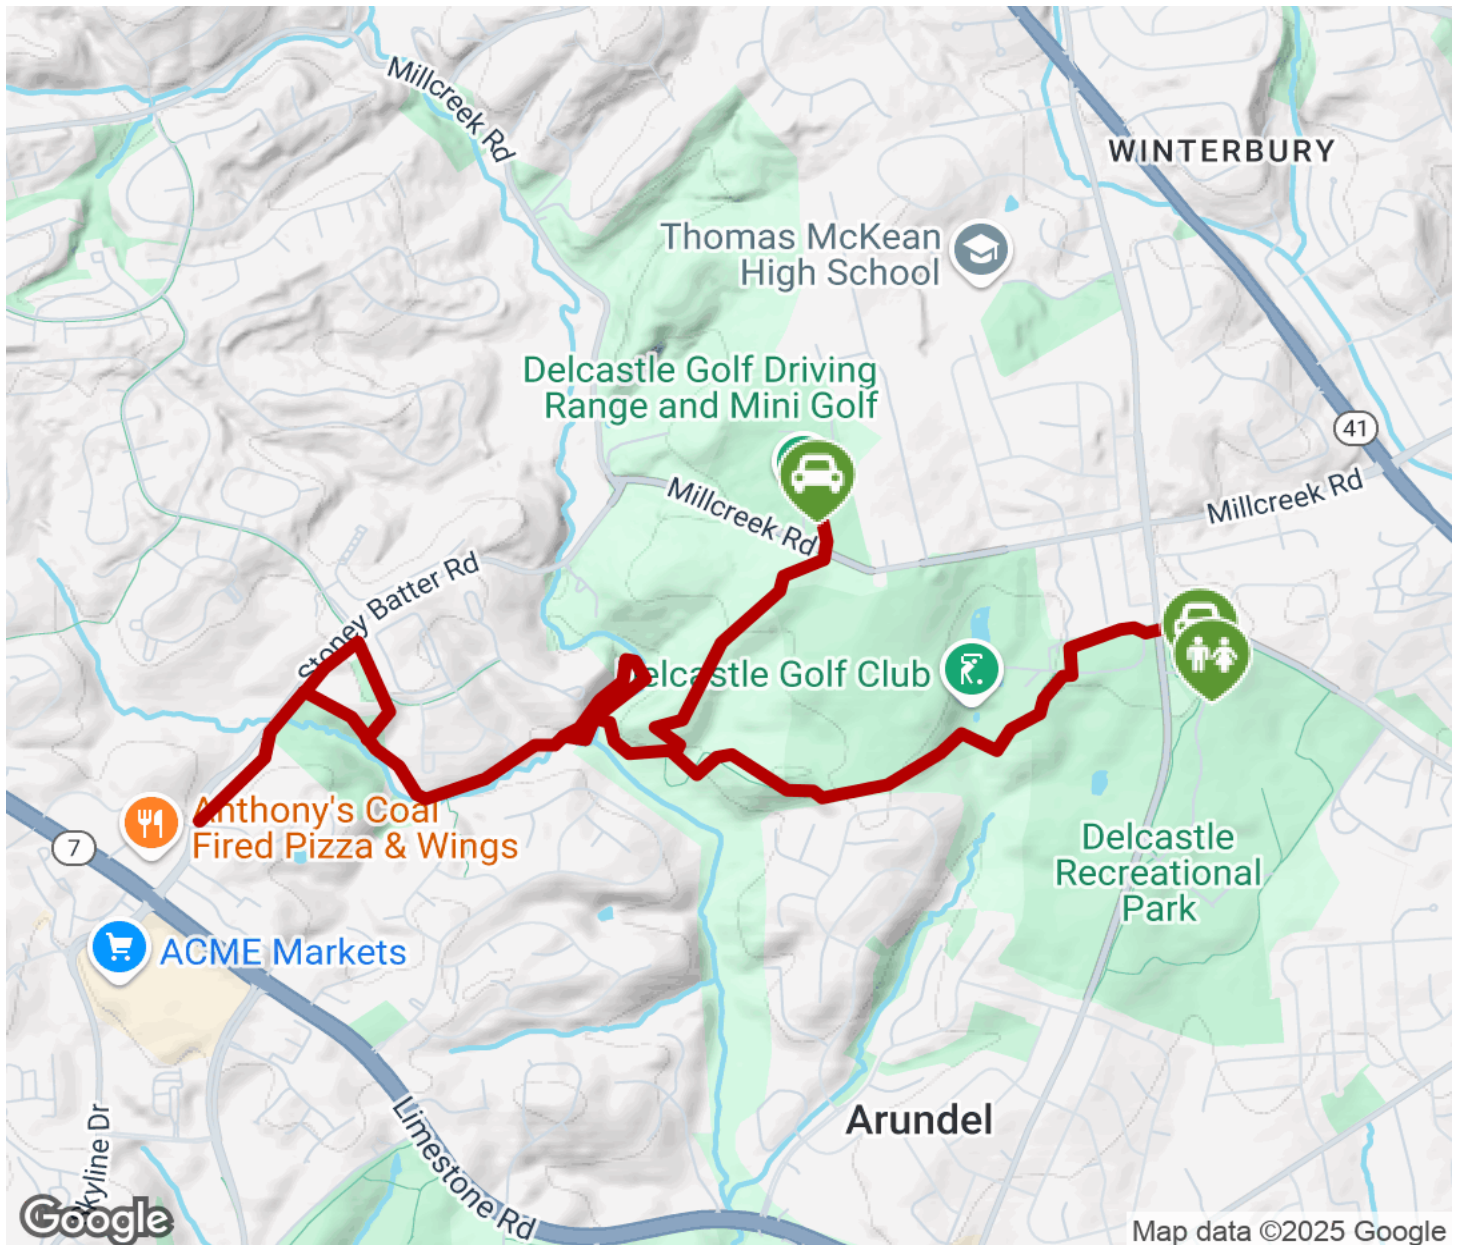 Millcreek Rd
WINTERBURY
Thomas McKean
High School
Delcastle Golf Driving
Range and Mini Golf
41
Millcreek Rd
Millcreek Rd
Stoney Batter Rd
Delcastle Golf Club
Anthony's Coal
Fired Pizza & Wings
7
Delcastle
Recreational
Park
ACME Markets
Skyline Dr
Limestone Rd
Arundel
Google
Map data ©2025 Google